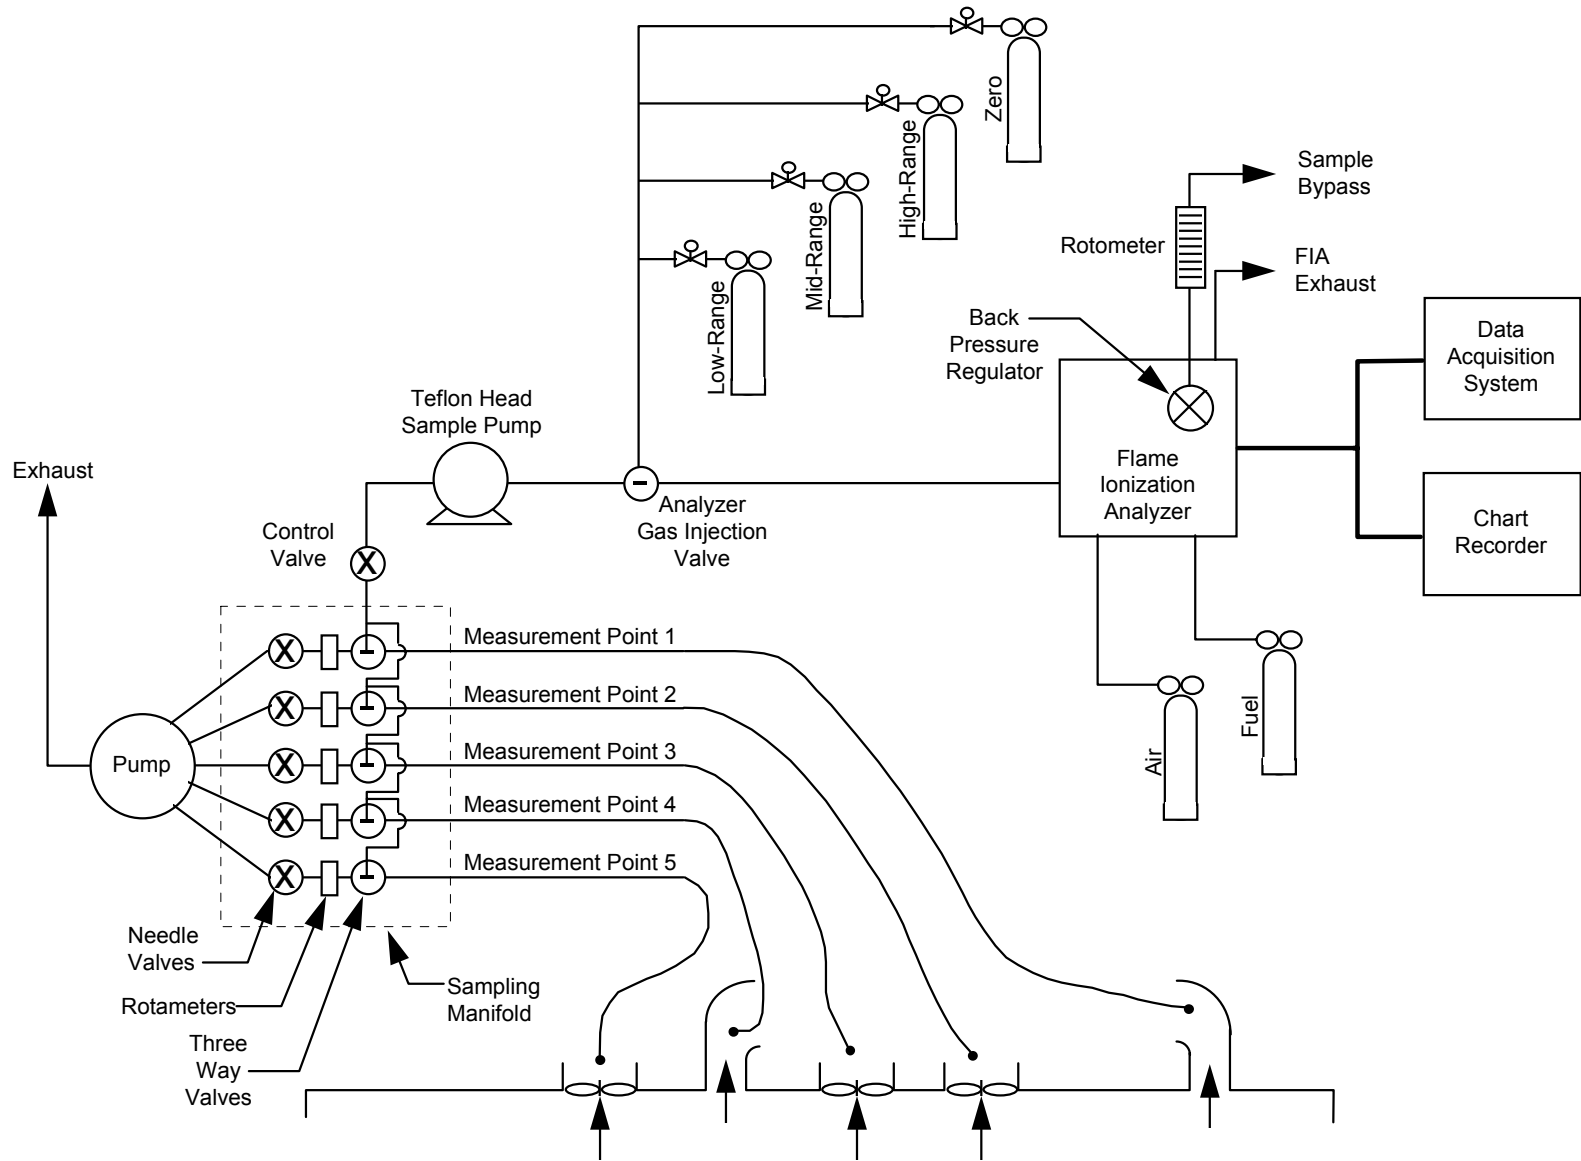 Zero
High-Range
Mid-Range
Low-Range
Sample
Bypass
Rotometer
FIA
Exhaust
Back
Pressure
Regulator
Data
Acquisition
System
Teflon Head
Sample Pump
Exhaust
Flame
Ionization
Analyzer
Analyzer
Gas Injection
Valve
Control
Valve
X
Chart
Recorder
Measurement Point 1
X
Measurement Point 2
X
Measurement Point 3
X
Pump
Measurement Point 4
X
Measurement Point 5
X
Fuel
Air
Needle
Valves
Rotameters
Three
Way
Valves
Sampling
Manifold